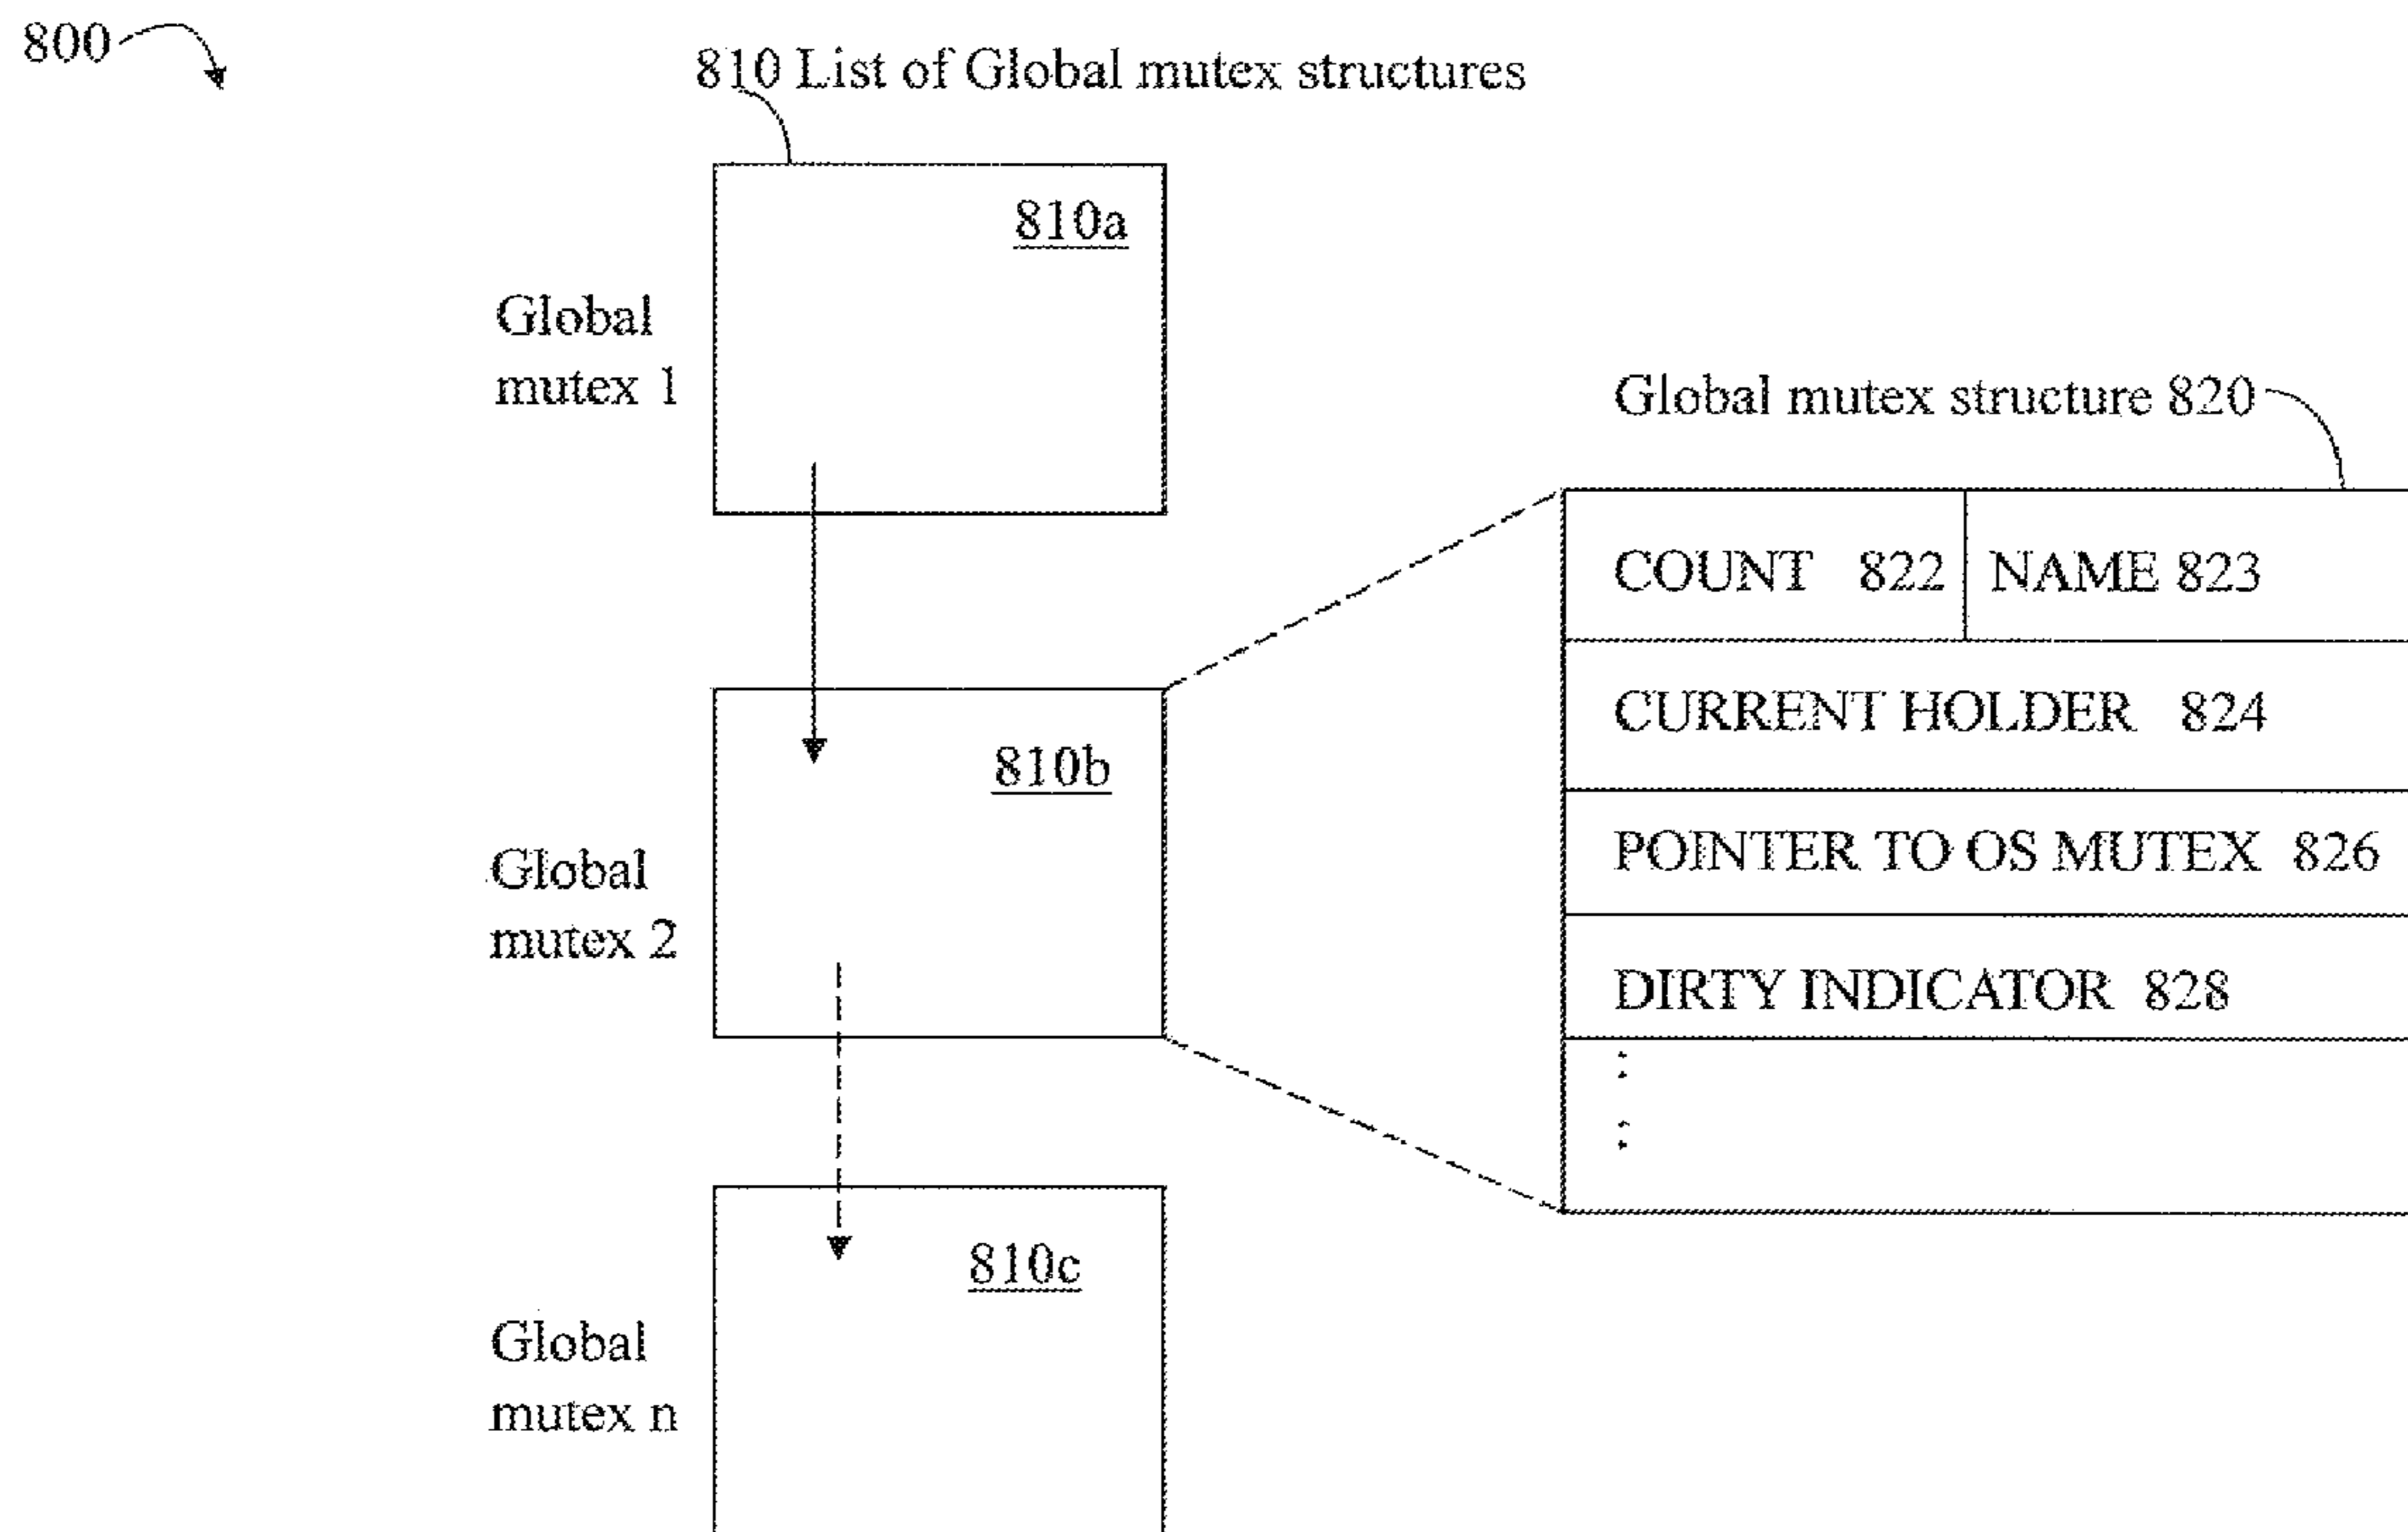 800
810 List of Global mutex structures
810a
Global
mutex 1
Global mutex structure 820
COUNT 822 NAME 823
CURRENT HOLDER 824
810b
POINTER TO OS MUTEX 826
Global
mutex 2
DIRTY INDICATOR 828
810c
Global
mutex n